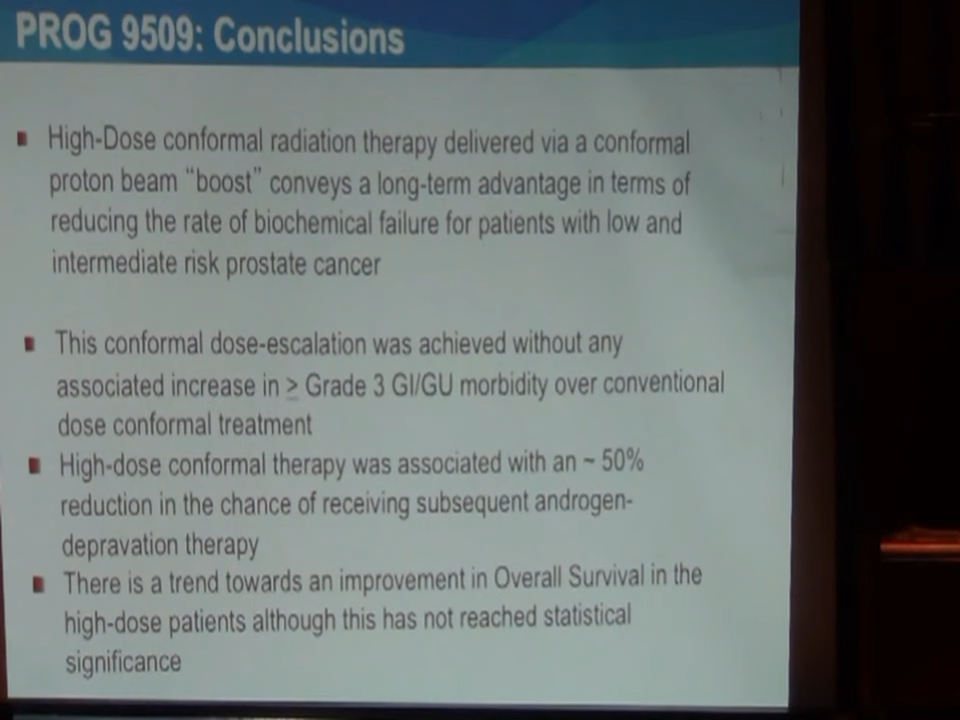 PROG 9509: Conclusions
High-Dose conformal radiation therapy delivered via a conformal
proton beam “boost” conveys a long-term advantage in terms of
reducing the rate of biochemical failure for patients with low and
intermediate risk prostate cancer
This conformal dose-escalation was achieved without any
associated increase in ≥ Grade 3 GI/GU morbidity over conventional
dose conformal treatment
High-dose conformal therapy was associated with an ~ 50%
reduction in the chance of receiving subsequent androgen-
depravation therapy
There is a trend towards an improvement in Overall Survival in the
high-dose patients although this has not reached statistical
significance